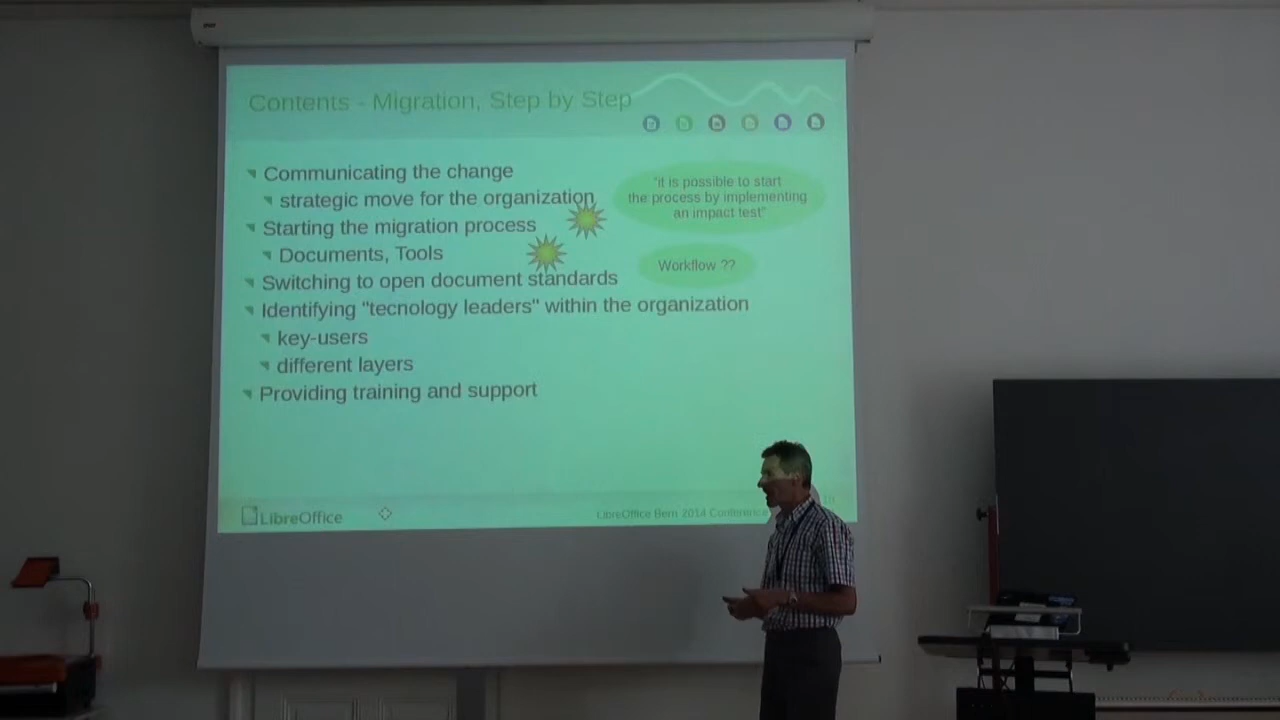 Contents - Migration, Step by Step
Communicating the change
strategic move for the organization
Starting the migration process
Documents, Tools
Switching to open document standards
Identifying "tecnology leaders" within the organization
key-users
different layers
Providing training and support
"it is possible to start
the process by implementing
an impact test"
Workflow ??
LibreOffice
LibreOffice Bern 2014 Conference